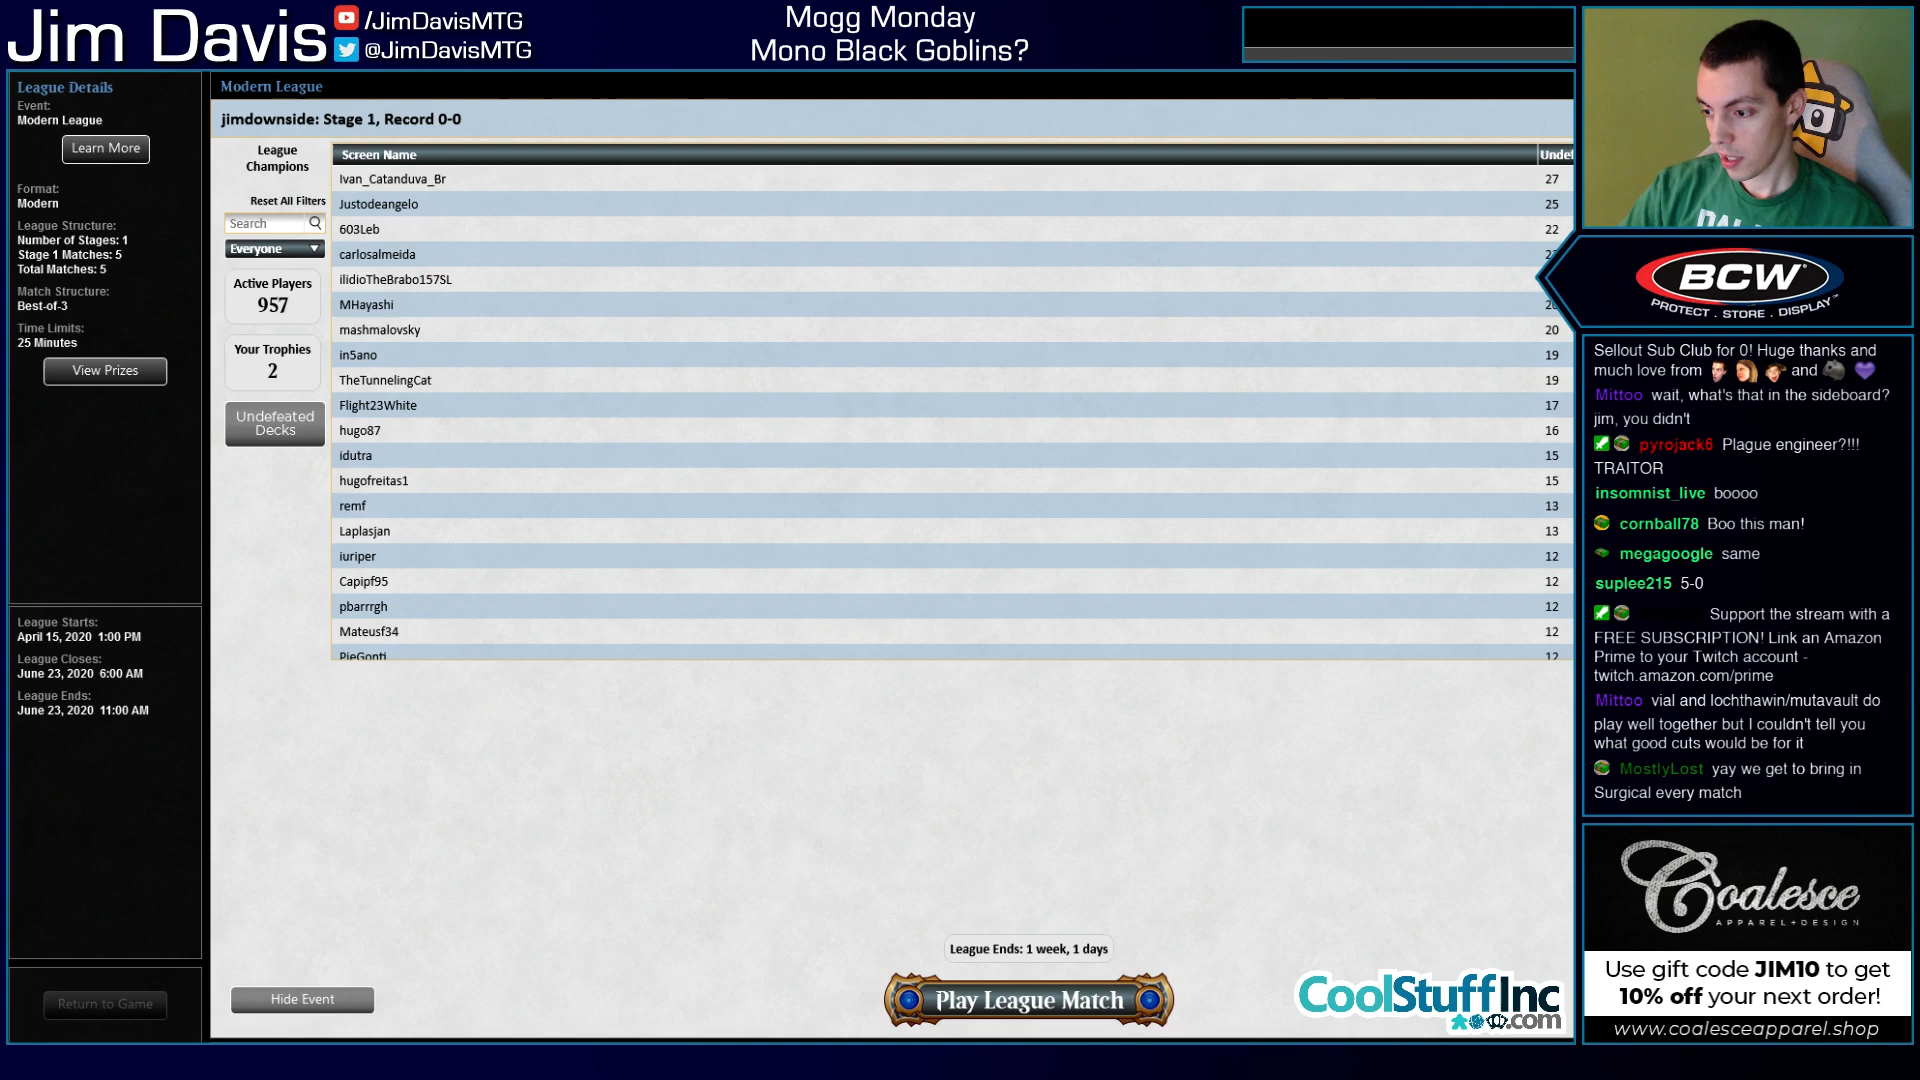 Jim Davis
/JimDavisMTG
@JimDavisMTG
Mogg Monday
Mono Black Goblins?
League Details
Event:
Modern League
Learn More
Format:
Modern
League Structure:
Number of Stages: 1
Stage 1 Matches: 5
Total Matches: 5
Match Structure:
Best-of-3
Time Limits:
25 Minutes
View Prizes
League Starts:
April 15, 2020 1:00 PM
League Closes:
June 23, 2020 6:00 AM
League Ends:
June 23, 2020 11:00 AM
Return to Game
Modern League
jimdownside: Stage 1, Record 0-0
League
Champions
Reset All Filters
Search
Everyone
Active Players
957
Your Trophies
2
Undefeated
Decks
Screen Name Undef
Ivan_Catanduva_Br 27
Justodeangelo 25
603Leb 22
carlosalmeida
ilidioTheBrabo157SL
MHayashi
mashmalovsky 20
in5ano 19
TheTunnelingCat 19
Flight23White 17
hugo87 16
idutra 15
hugofreitas1 15
remf 13
Laplasjan 13
iuriper 12
Capipf95 12
pbarrrgh 12
Mateusf34 12
PieGonti 12
League Ends: 1 week, 1 days
Hide Event
Play League Match
CoolStuffInc
.com
BCW
PROTECT . STORE . DISPLAY™
Sellout Sub Club for 0! Huge thanks and
much love from and
Mittoo wait, what's that in the sideboard?
jim, you didn't
pyrojack6 Plague engineer?!!!
TRAITOR
insomnist_live boooo
cornball78 Boo this man!
megagoogle same
suplee215 5-0
Support the stream with a
FREE SUBSCRIPTION! Link an Amazon
Prime to your Twitch account -
twitch.amazon.com/prime
Mittoo vial and lochthawin/mutavault do
play well together but I couldn't tell you
what good cuts would be for it
MostlyLost yay we get to bring in
Surgical every match
Coalesce
APPAREL+DESIGN
Use gift code JIM10 to get
10% off your next order!
www.coalesceapparel.shop